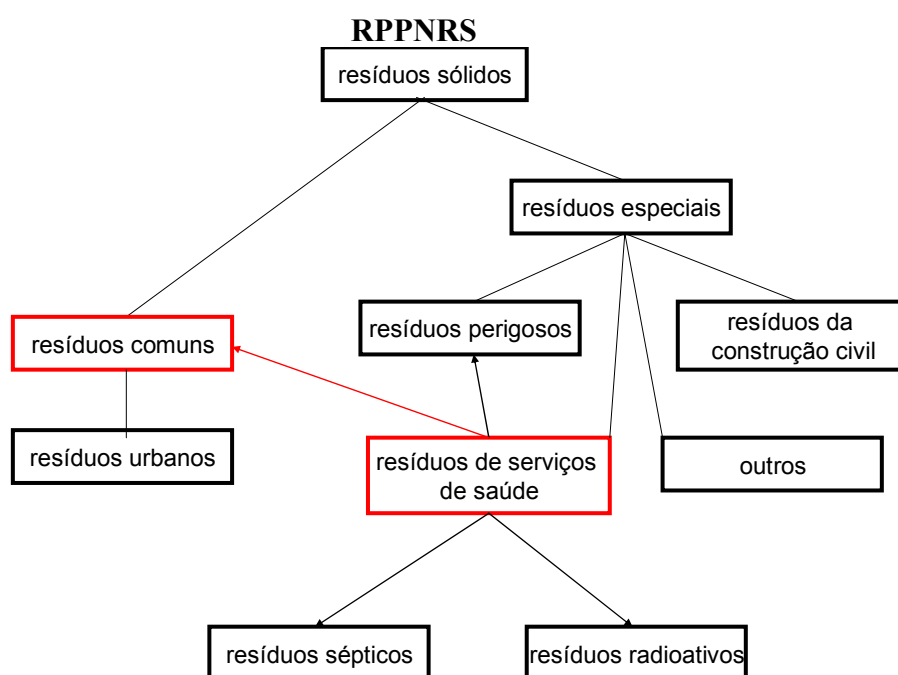 RPPNRS
resíduos sólidos
resíduos especiais
resíduos comuns
resíduos perigosos
resíduos da
construção civil
resíduos urbanos
resíduos de serviços
de saúde
outros
resíduos sépticos
resíduos radioativos